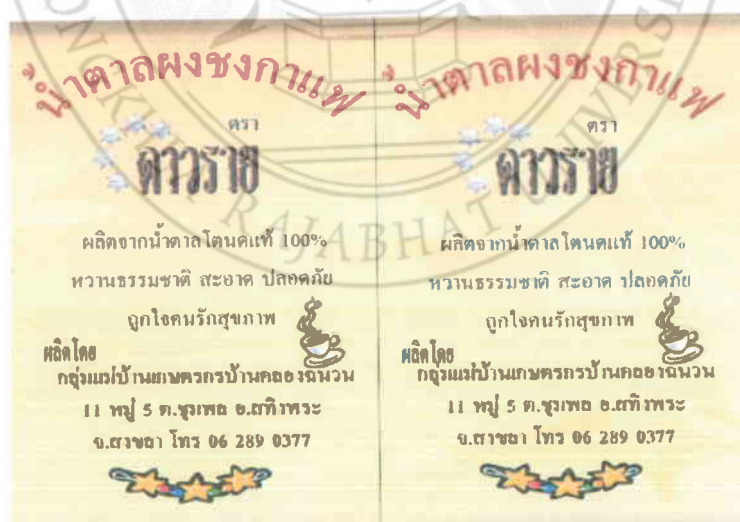 น้ำตาลผงชงกาแฟ
ตรา
ดาวราย
ผลิตจากน้ำตาลโตนดแท้ 100%
หวานธรรมชาติ สะอาด ปลอดภัย
ถูกใจคนรักสุขภาพ
ผลิตโดย
กลุ่มแม่บ้านเกษตรกรบ้านคลองฉนวน
11 หมู่ 5 ต.ชุมพล อ.สทิงพระ
จ.สงขลา โทร 06 289 0377
น้ำตาลผงชงกาแฟ
ตรา
ดาวราย
ผลิตจากน้ำตาลโตนดแท้ 100%
หวานธรรมชาติ สะอาด ปลอดภัย
ถูกใจคนรักสุขภาพ
ผลิตโดย
กลุ่มแม่บ้านเกษตรกรบ้านคลองฉนวน
11 หมู่ 5 ต.ชุมพล อ.สทิงพระ
จ.สงขลา โทร 06 289 0377
RAJABHAT